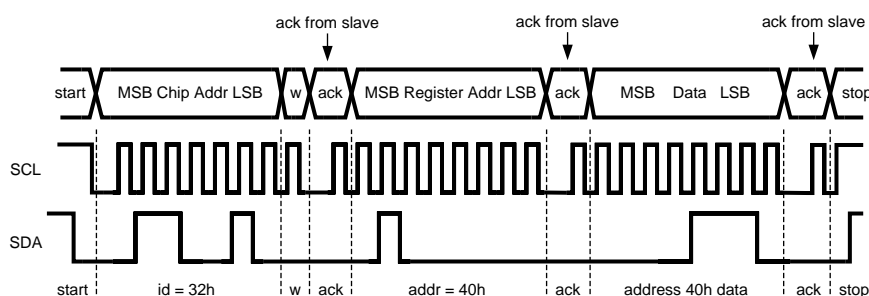 ack from slave ack from slave ack from slave
start MSB Chip Addr LSB w ack MSB Register Addr LSB ack MSB Data LSB ack stop
SCL
SDA
start id = 32h w ack addr = 40h ack address 40h data ack stop